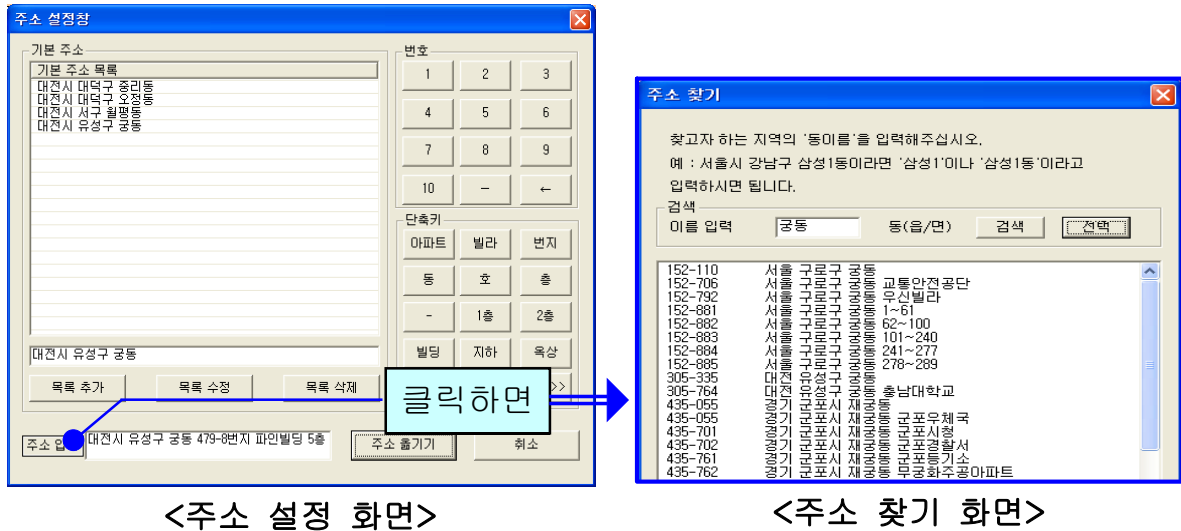 주소 설정창
기본 주소
기본 주소 목록
대전시 대덕구 중리동
대전시 대덕구 오정동
대전시 서구 월평동
대전시 유성구 궁동
대전시 유성구 궁동
목록 추가 목록 수정 목록 삭제
번호
1 2 3
4 5 6
7 8 9
10 - ←
단축키
아파트 빌라 번지
동 호 층
- 1층 2층
빌딩 지하 옥상
>>
클릭하면
주소 입
대전시 유성구 궁동 479-8번지 파인빌딩 5층
주소 옮기기 취소
<주소 설정 화면>
주소 찾기
찾고자 하는 지역의 '동이름'을 입력해주십시오.
예 : 서울시 강남구 삼성1동이라면 '삼성1'이나 '삼성1동'이라고
입력하시면 됩니다.
검색
이름 입력 궁동 동(읍/면) 검색 선택
152-110 서울 구로구 궁동
152-706 서울 구로구 궁동 교통안전공단
152-792 서울 구로구 궁동 우신빌라
152-881 서울 구로구 궁동 1~61
152-882 서울 구로구 궁동 62~100
152-883 서울 구로구 궁동 101~240
152-884 서울 구로구 궁동 241~277
152-885 서울 구로구 궁동 278~289
305-335 대전 유성구 궁동
305-764 대전 유성구 궁동 충남대학교
435-055 경기 군포시 재궁동
435-055 경기 군포시 재궁동 군포우체국
435-701 경기 군포시 재궁동 군포시청
435-702 경기 군포시 재궁동 군포경찰서
435-761 경기 군포시 재궁동 군포등기소
435-762 경기 군포시 재궁동 무궁화주공아파트
<주소 찾기 화면>